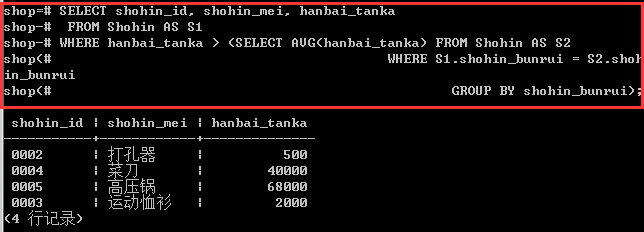 shop=# SELECT shohin_id, shohin_mei, hanbai_tanka
shop-#  FROM Shohin AS S1
shop-# WHERE hanbai_tanka > (SELECT AVG(hanbai_tanka) FROM Shohin AS S2
shop(#                         WHERE S1.shohin_bunrui = S2.shoh
in_bunrui
shop(#                                 GROUP BY shohin_bunrui);
shohin_id | shohin_mei | hanbai_tanka
-----------+------------+--------------
0002      | 打孔器     |          500
0004      | 菜刀       |        40000
0005      | 高压锅     |        68000
0003      | 运动恤衫   |         2000
(4 行记录)